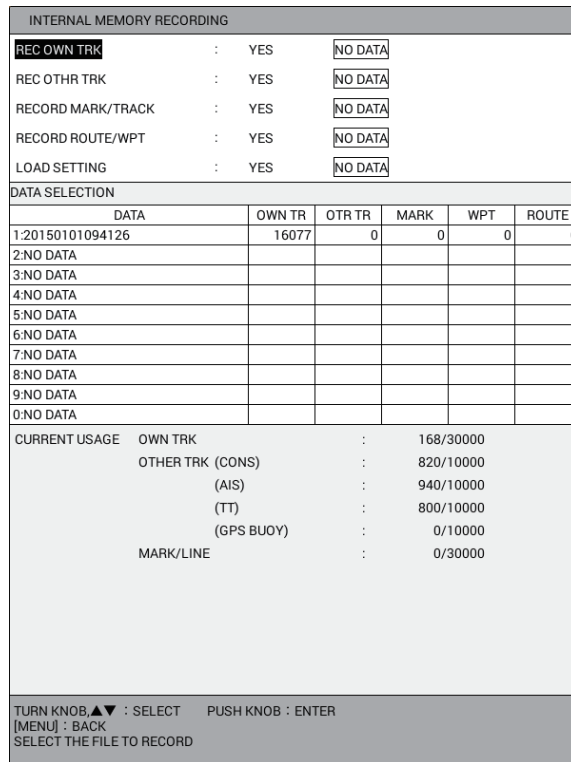 INTERNAL MEMORY RECORDING
REC OWN TRK : YES NO DATA
REC OTHR TRK : YES NO DATA
RECORD MARK/TRACK : YES NO DATA
RECORD ROUTE/WPT : YES NO DATA
LOAD SETTING : YES NO DATA
DATA SELECTION
DATA OWN TR OTR TR MARK WPT ROUTE
1:20150101094126 16077 0 0 0
2:NO DATA
3:NO DATA
4:NO DATA
5:NO DATA
6:NO DATA
7:NO DATA
8:NO DATA
9:NO DATA
0:NO DATA
CURRENT USAGE OWN TRK : 168/30000
OTHER TRK (CONS) : 820/10000
(AIS) : 940/10000
(TT) : 800/10000
(GPS BUOY) : 0/10000
MARK/LINE : 0/30000
TURN KNOB,▲▼ : SELECT PUSH KNOB : ENTER
[MENU] : BACK
SELECT THE FILE TO RECORD